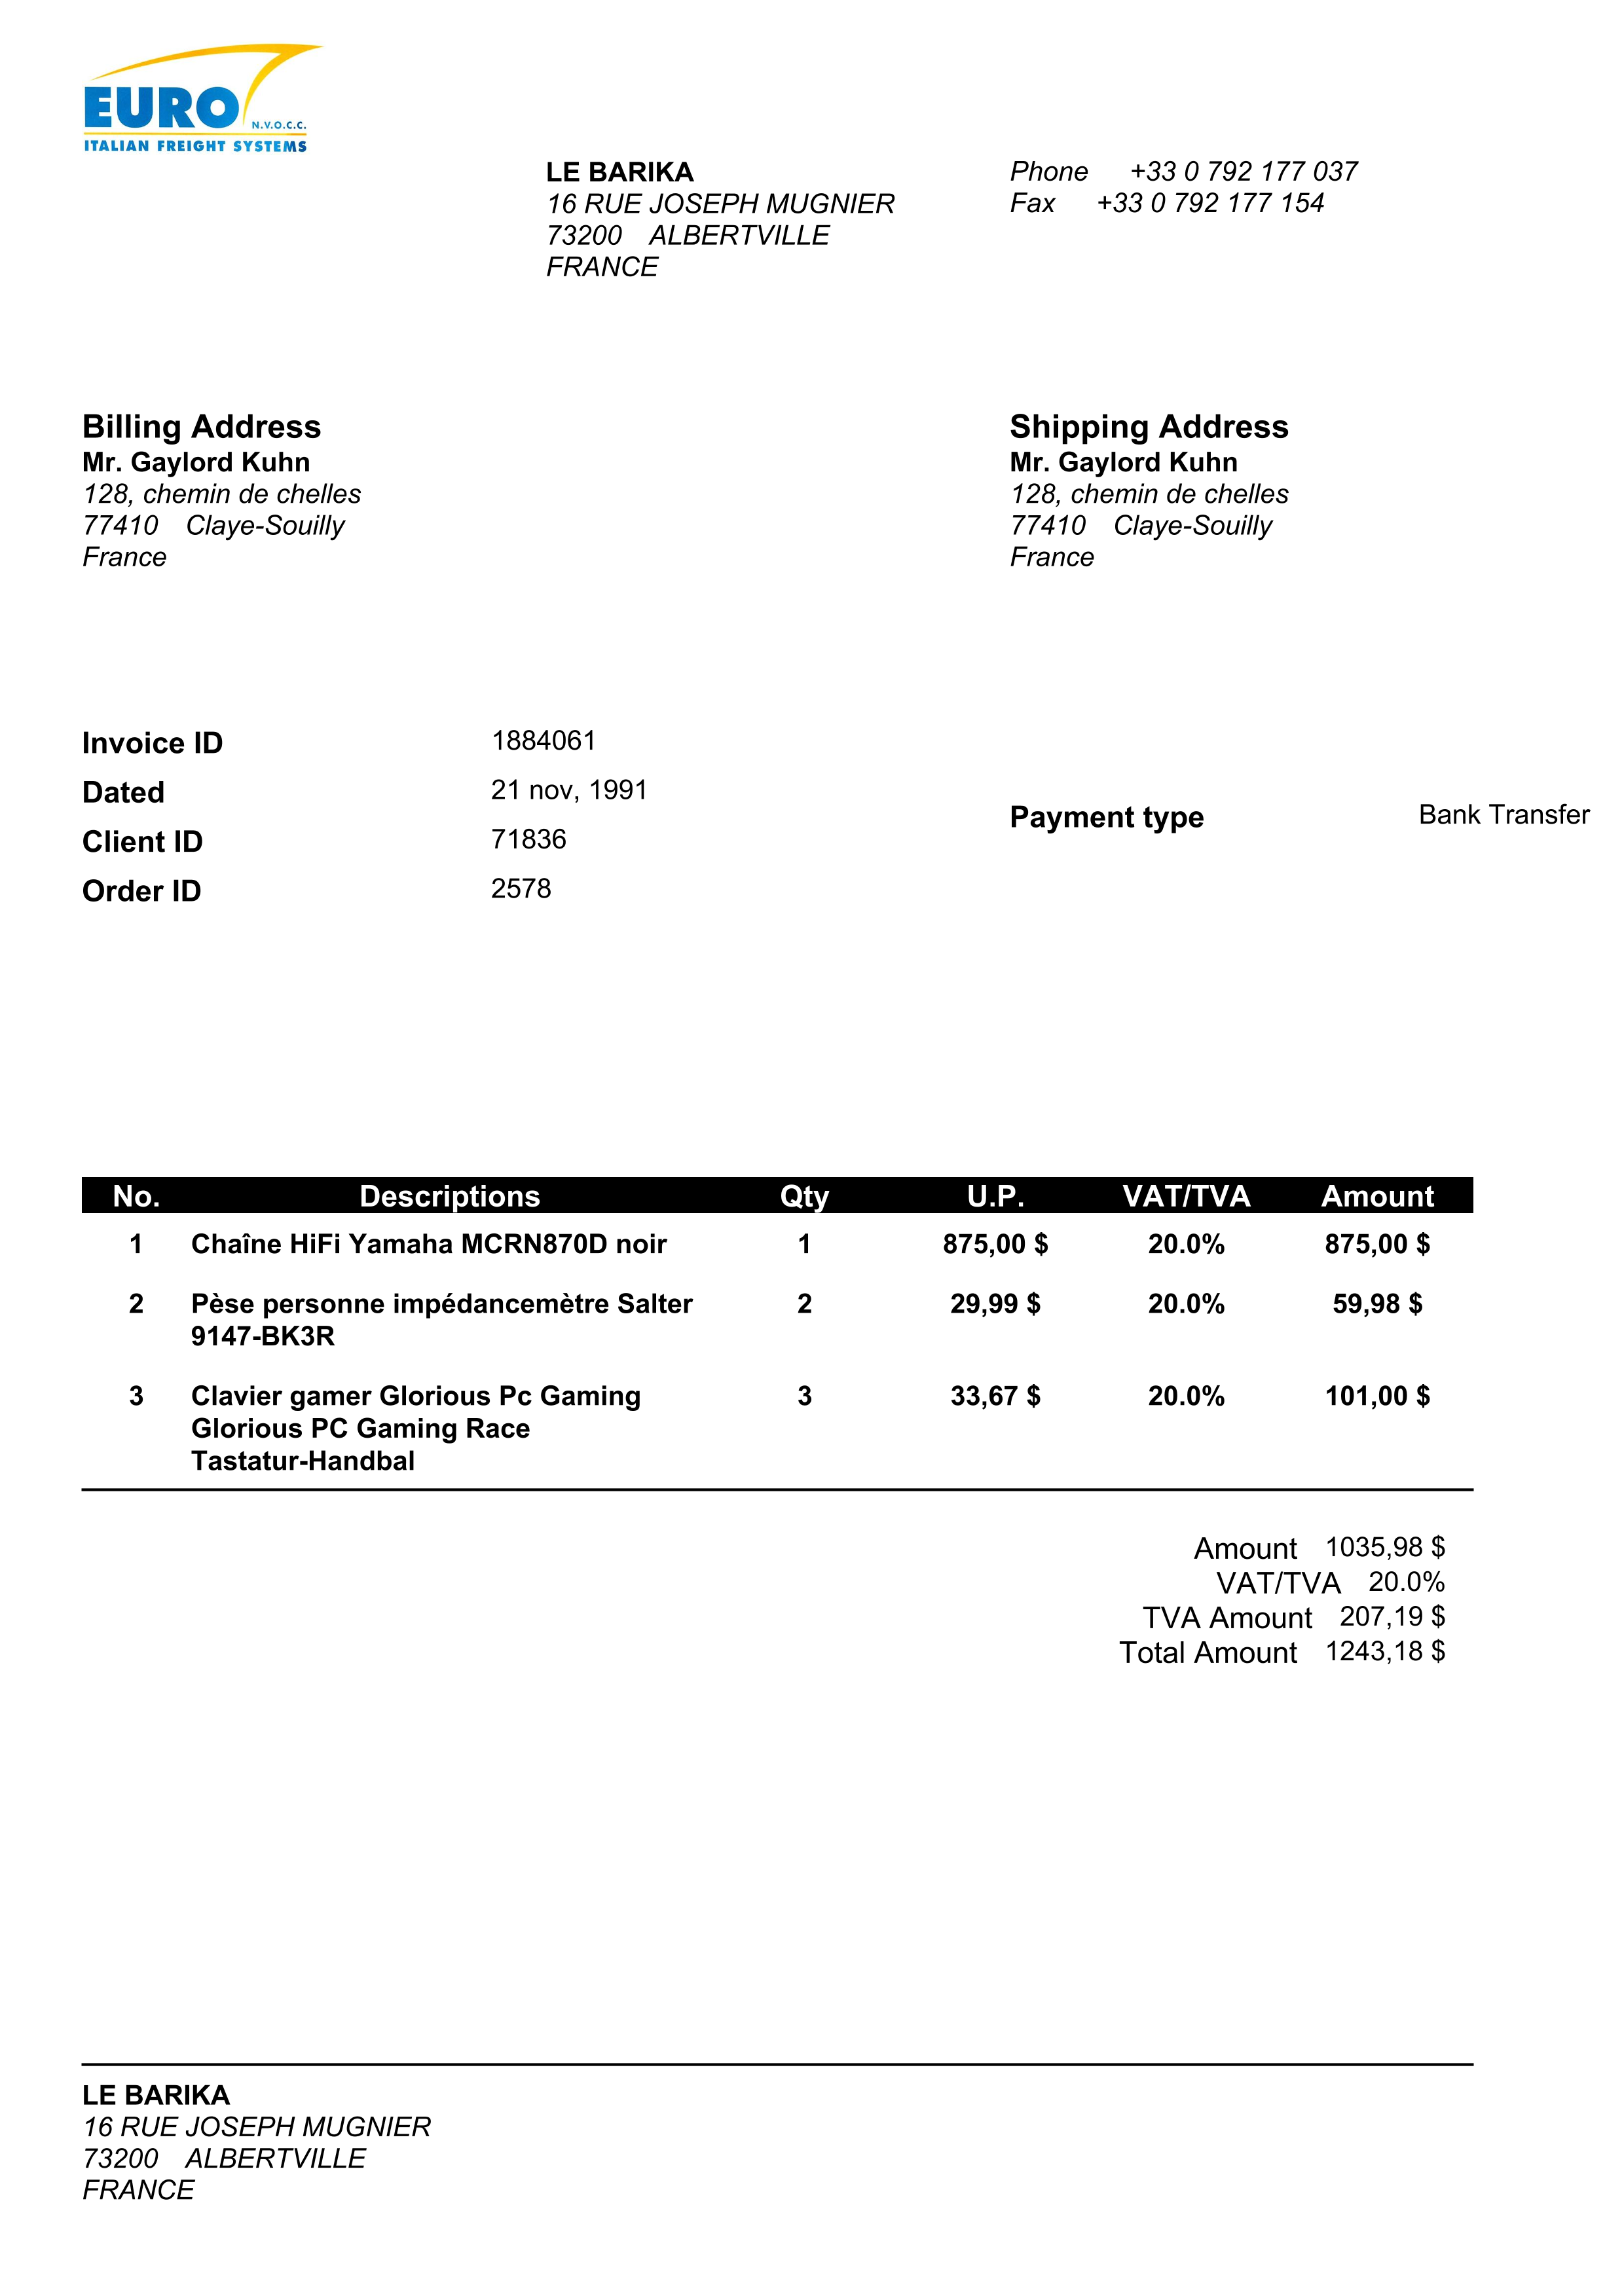 EURO N.V.O.C.C.
ITALIAN FREIGHT SYSTEMS
LE BARIKA
16 RUE JOSEPH MUGNIER
73200 ALBERTVILLE
FRANCE
Phone +33 0 792 177 037
Fax +33 0 792 177 154
Billing Address
Mr. Gaylord Kuhn
128, chemin de chelles
77410 Claye-Souilly
France
Shipping Address
Mr. Gaylord Kuhn
128, chemin de chelles
77410 Claye-Souilly
France
Invoice ID 1884061
Dated 21 nov, 1991
Client ID 71836
Order ID 2578
Payment type Bank Transfer
No. Descriptions Qty U.P. VAT/TVA Amount
1 Chaîne HiFi Yamaha MCRN870D noir 1 875,00 $ 20.0% 875,00 $
2 Pèse personne impédancemètre Salter 2 29,99 $ 20.0% 59,98 $
9147-BK3R
3 Clavier gamer Glorious Pc Gaming 3 33,67 $ 20.0% 101,00 $
Glorious PC Gaming Race
Tastatur-Handbal
Amount 1035,98 $
VAT/TVA 20.0%
TVA Amount 207,19 $
Total Amount 1243,18 $
LE BARIKA
16 RUE JOSEPH MUGNIER
73200 ALBERTVILLE
FRANCE